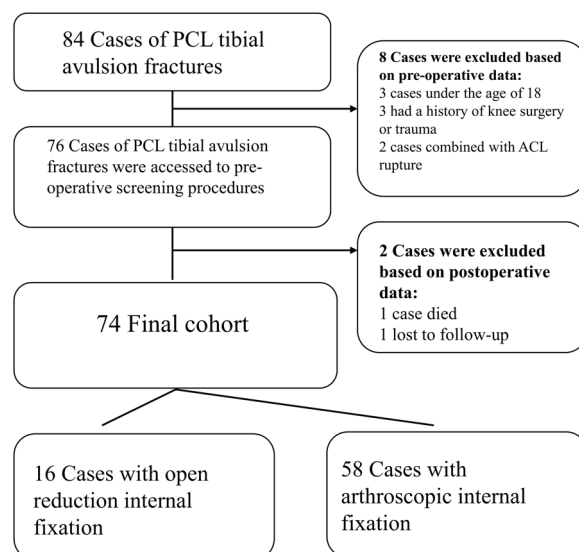 84 Cases of PCL tibial
avulsion fractures
8 Cases were excluded based
on pre-operative data:
3 cases under the age of 18
3 had a history of knee surgery
or trauma
2 cases combined with ACL
rupture
76 Cases of PCL tibial avulsion
fractures were accessed to pre-
operative screening procedures
2 Cases were excluded
based on postoperative
data:
1 case died
1 lost to follow-up
74 Final cohort
16 Cases with open
reduction internal
fixation
58 Cases with
arthroscopic internal
fixation